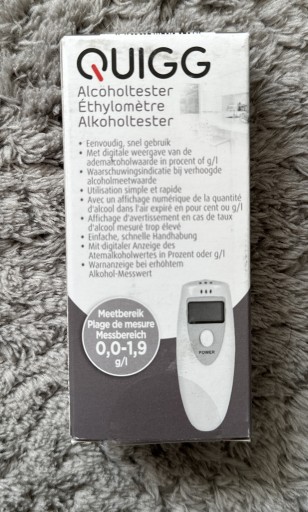 QUIGG
Alcoholtester
Éthylomètre
Alkoholtester
• Eenvoudig, snel gebruik
• Met digitale weergave van de
ademalcoholwaarde in procent of g/l
• Waarschuwingsindicatie bij verhoogde
alcoholmeetwaarde
• Utilisation simple et rapide
• Avec un affichage numérique de la quantité
d'alcool dans l'air expiré en pour cent ou g/l
• Affichage d'avertissement en cas de taux
d'alcool mesuré trop élevé
• Einfache, schnelle Handhabung
• Mit digitaler Anzeige des
Atemalkoholwertes in Prozent oder g/l
• Warnanzeige bei erhöhtem
Alkohol-Messwert
Meetbereik
Plage de mesure
Messbereich
0,0-1,9
g/l
POWER